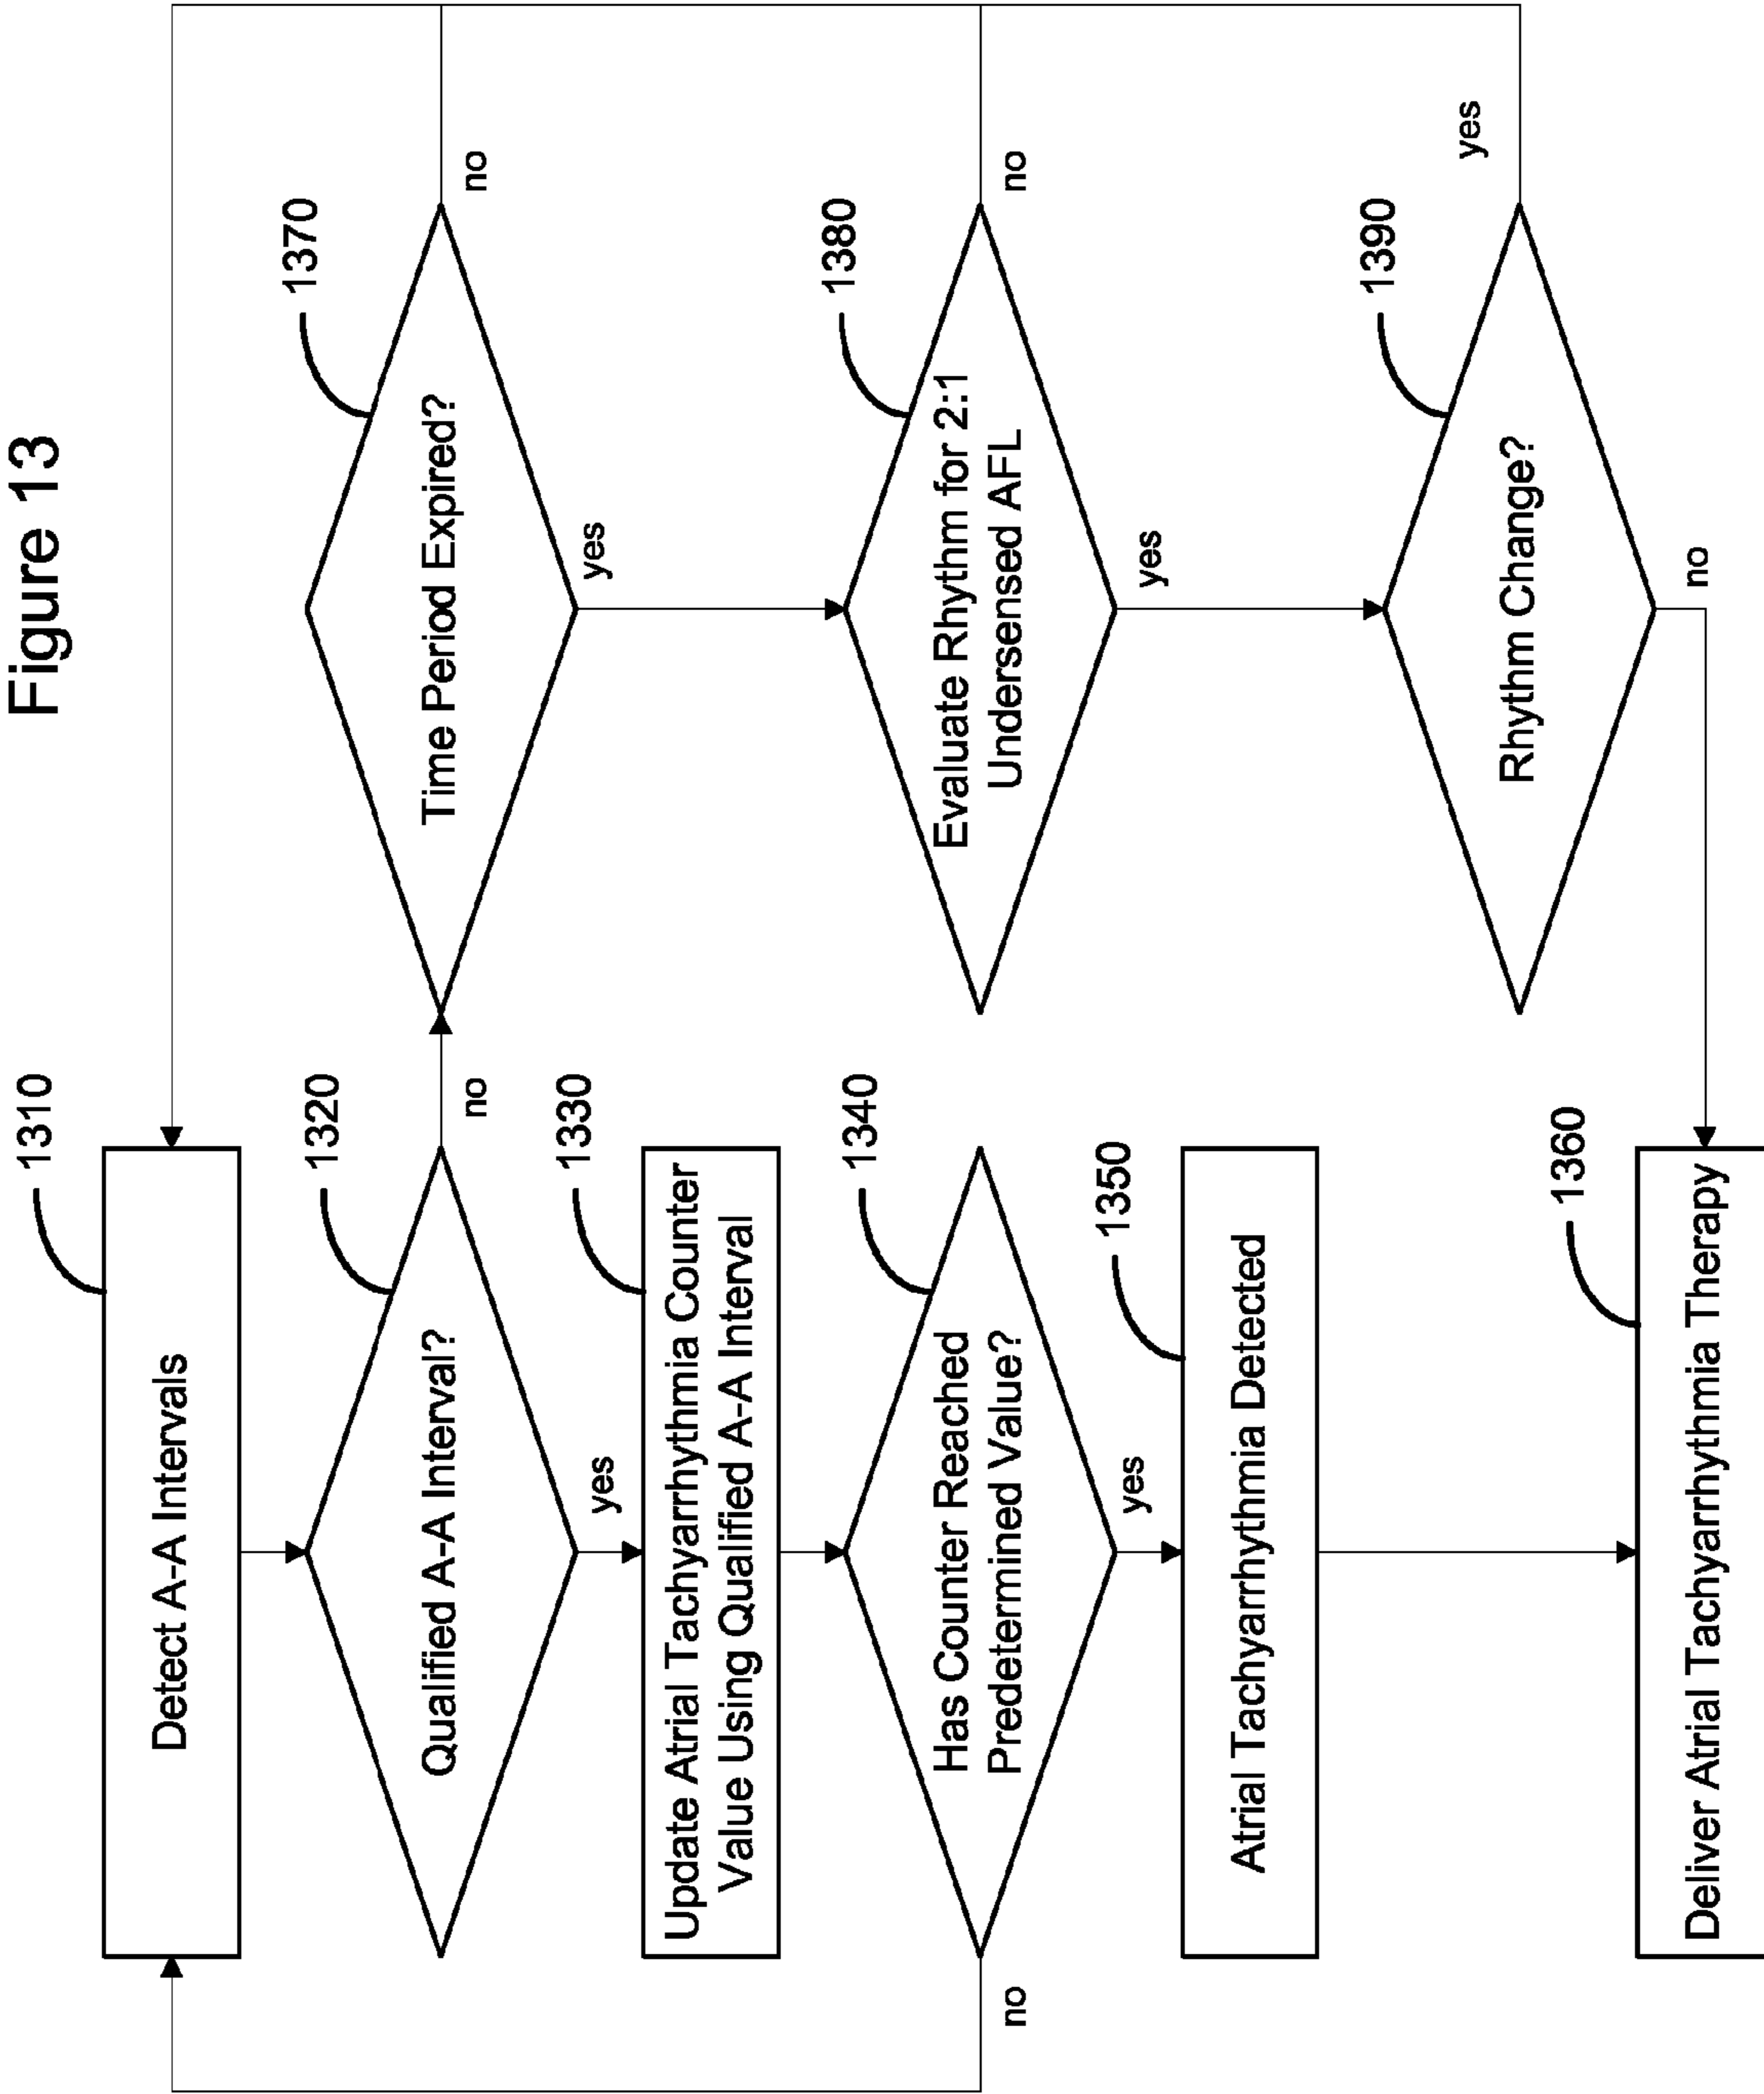 Figure 13
1310
Detect A-A Intervals
1320
Qualified A-A Interval?
no
yes
1330
Update Atrial Tachyarrhythmia Counter
Value Using Qualified A-A Interval
1340
Has Counter Reached
Predetermined Value?
no
yes
1350
Atrial Tachyarrhythmia Detected
1360
Deliver Atrial Tachyarrhythmia Therapy
1370
Time Period Expired?
no
yes
1380
Evaluate Rhythm for 2:1
Undersensed AFL
no
yes
1390
Rhythm Change?
yes
no